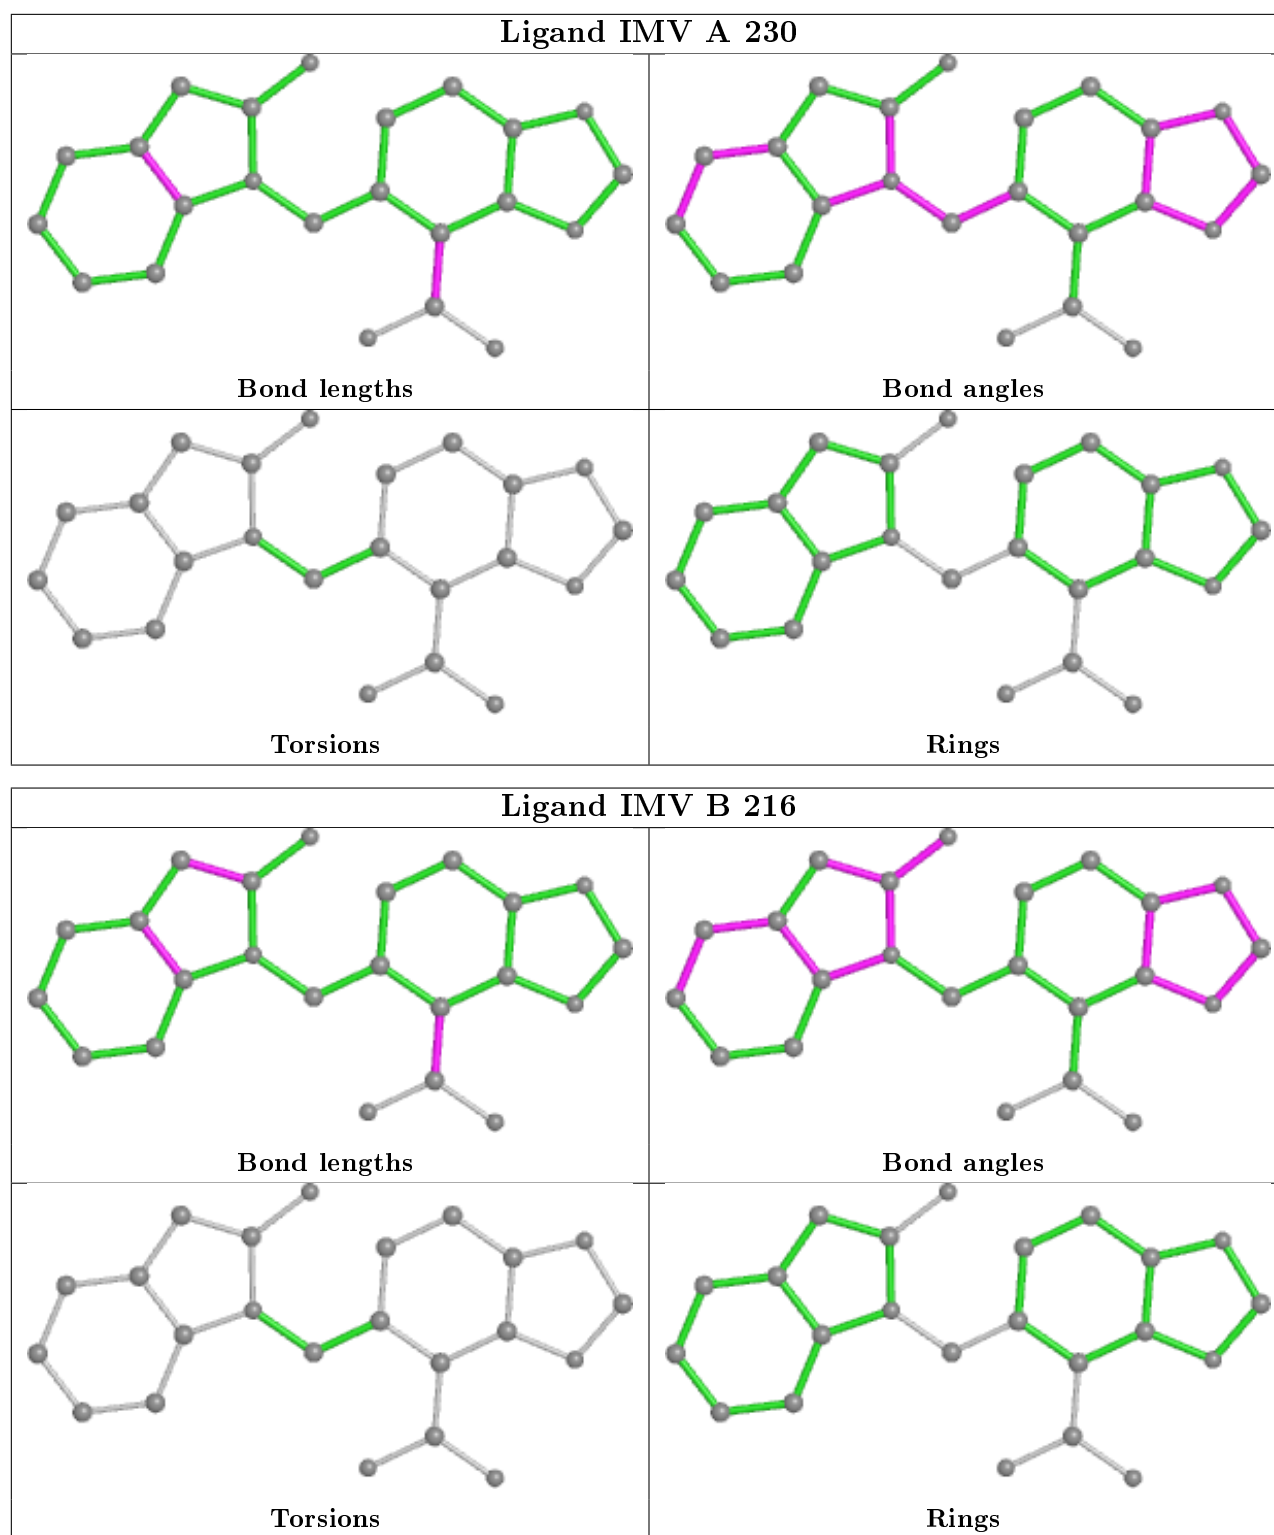 Ligand IMV A 230
Bond lengths
Bond angles
Torsions
Rings
Ligand IMV B 216
Bond lengths
Bond angles
Torsions
Rings